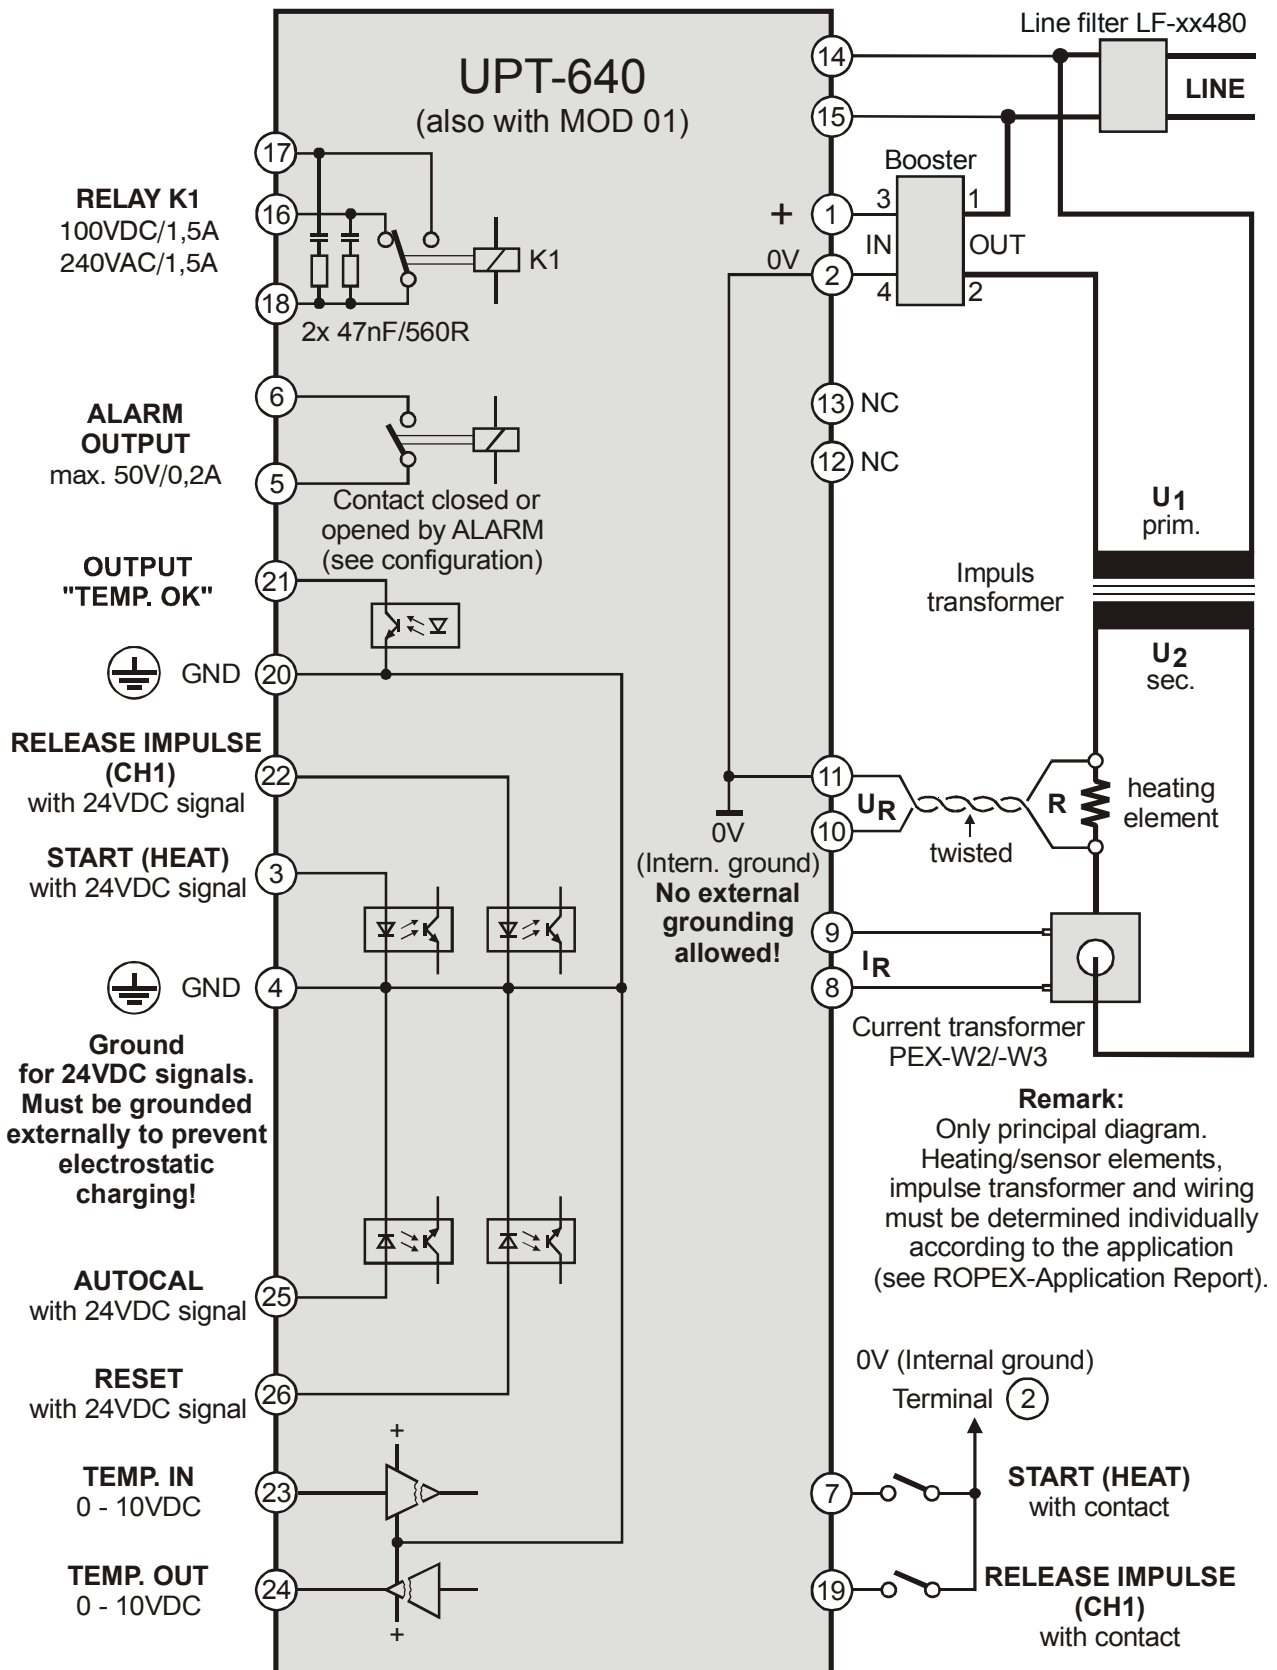 Line filter LF-xx480
UPT-640
(also with MOD 01)
14
LINE
15
17
Booster
RELAY K1
100VDC/1,5A
240VAC/1,5A
16
K1
18
2x 47nF/560R
+
1
3
1
IN
OUT
0V
2
4
2
6
ALARM
OUTPUT
max. 50V/0,2A
5
Contact closed or
opened by ALARM
(see configuration)
13
NC
12
NC
U1
prim.
Impuls
transformer
U2
sec.
OUTPUT
"TEMP. OK"
21
GND
20
RELEASE IMPULSE
(CH1)
with 24VDC signal
22
START (HEAT)
with 24VDC signal
3
11
UR
10
twisted
R
heating
element
0V
(Intern. ground)
No external
grounding
allowed!
9
IR
8
Current transformer
PEX-W2/-W3
GND
4
Ground
for 24VDC signals.
Must be grounded
externally to prevent
electrostatic
charging!
Remark:
Only principal diagram.
Heating/sensor elements,
impulse transformer and wiring
must be determined individually
according to the application
(see ROPEX-Application Report).
AUTOCAL
with 24VDC signal
25
RESET
with 24VDC signal
26
0V (Internal ground)
Terminal 2
+
TEMP. IN
0 - 10VDC
23
7
START (HEAT)
with contact
TEMP. OUT
0 - 10VDC
24
+
19
RELEASE IMPULSE
(CH1)
with contact